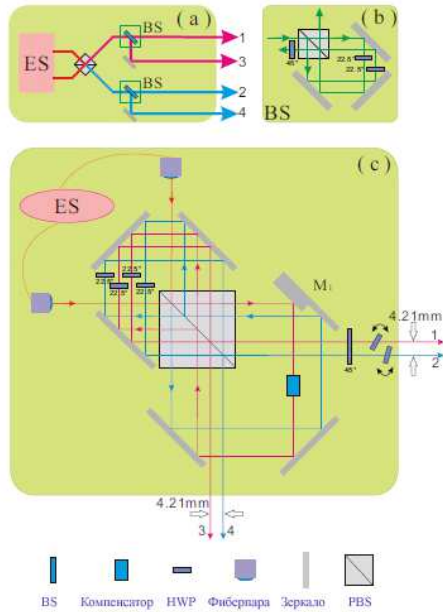 ( a )
BS
1
ES
3
BS
2
4
( b )
45°
22.5°
22.5°
BS
( c )
ES
22.5°
22.5°
22.5°
22.5°
M₁
4.21mm
1
2
45°
4.21mm
3
4
BS
Компенсатор
HWP
Фиберпара
Зеркало
PBS